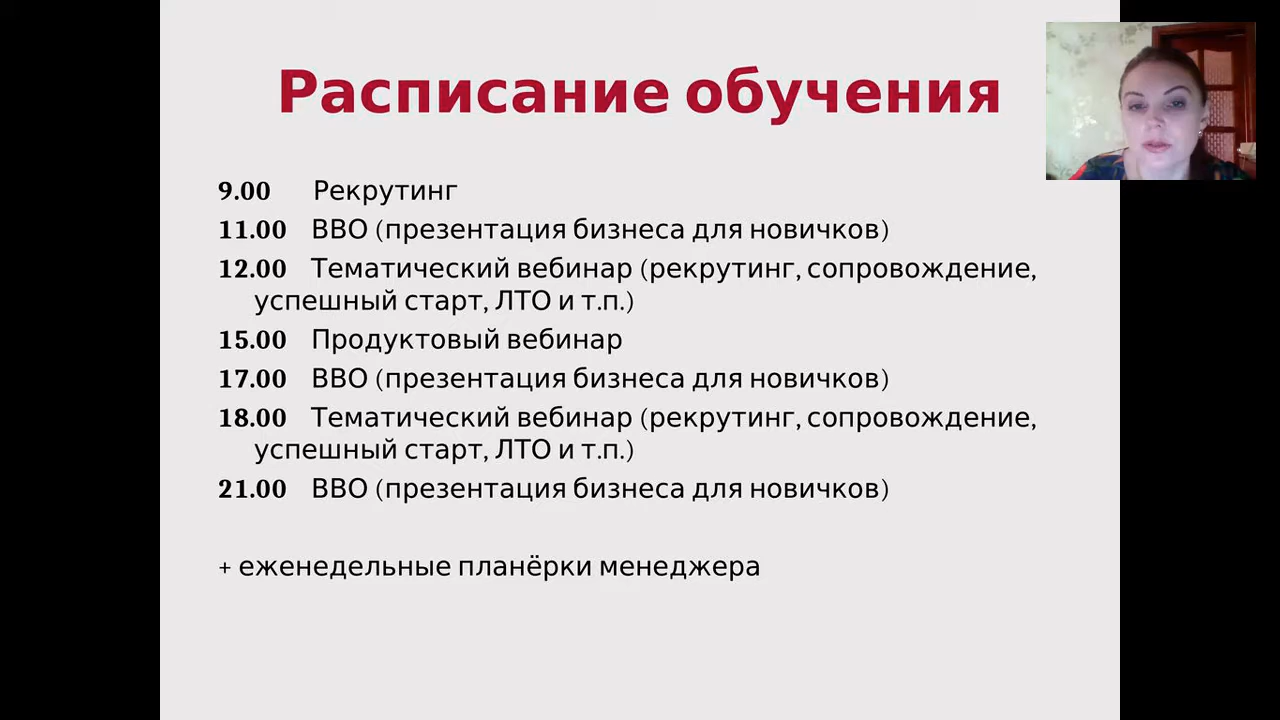 Расписание обучения
9.00 Рекрутинг
11.00 ВВО (презентация бизнеса для новичков)
12.00 Тематический вебинар (рекрутинг, сопровождение,
успешный старт, ЛТО и т.п.)
15.00 Продуктовый вебинар
17.00 ВВО (презентация бизнеса для новичков)
18.00 Тематический вебинар (рекрутинг, сопровождение,
успешный старт, ЛТО и т.п.)
21.00 ВВО (презентация бизнеса для новичков)
+ еженедельные планёрки менеджера